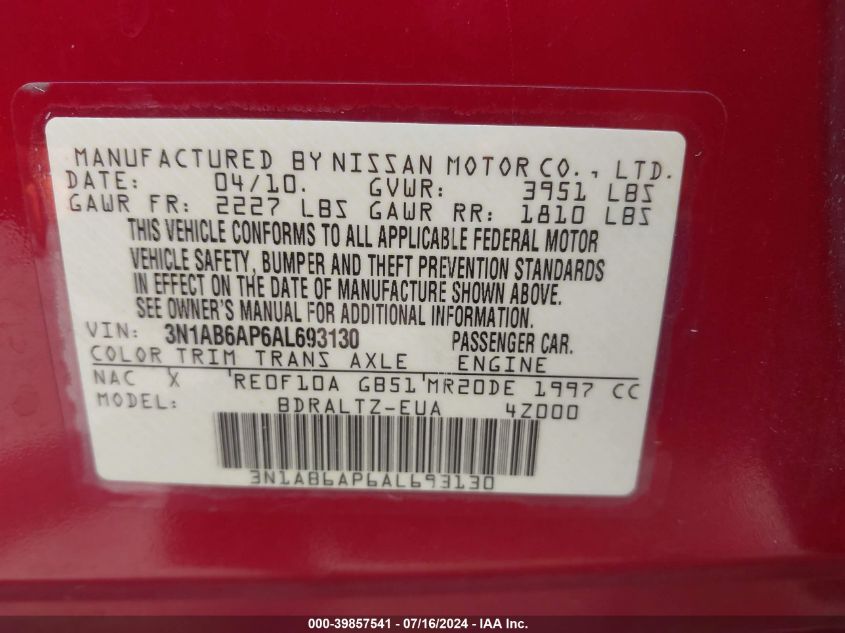 MANUFACTURED BY NISSAN MOTOR CO., LTD.
DATE: 04/10. GVWR: 3951 LBS
GAWR FR: 2227 LBS GAWR RR: 1810 LBS
THIS VEHICLE CONFORMS TO ALL APPLICABLE FEDERAL MOTOR
VEHICLE SAFETY, BUMPER AND THEFT PREVENTION STANDARDS
IN EFFECT ON THE DATE OF MANUFACTURE SHOWN ABOVE.
SEE OWNER'S MANUAL FOR ADDITIONAL INFORMATION.
VIN: 3N1AB6AP6AL693130 PASSENGER CAR.
COLOR TRIM TRANS AXLE ENGINE
NAC X RE0F10A GB51 MR20DE 1997 CC
MODEL: BDRALTZ-EUA 4Z000
3N1AB6AP6AL693130
000-39857541 - 07/16/2024 - IAA Inc.